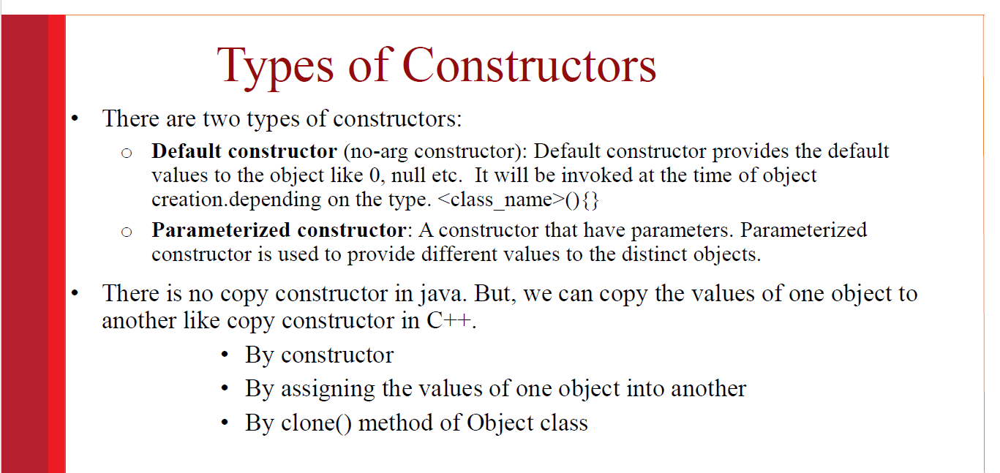 Types of Constructors
• There are two types of constructors:
○ Default constructor (no-arg constructor): Default constructor provides the default
values to the object like 0, null etc.  It will be invoked at the time of object
creation.depending on the type. <class_name>(){}
○ Parameterized constructor: A constructor that have parameters. Parameterized
constructor is used to provide different values to the distinct objects.
• There is no copy constructor in java. But, we can copy the values of one object to
another like copy constructor in C++.
• By constructor
• By assigning the values of one object into another
• By clone() method of Object class